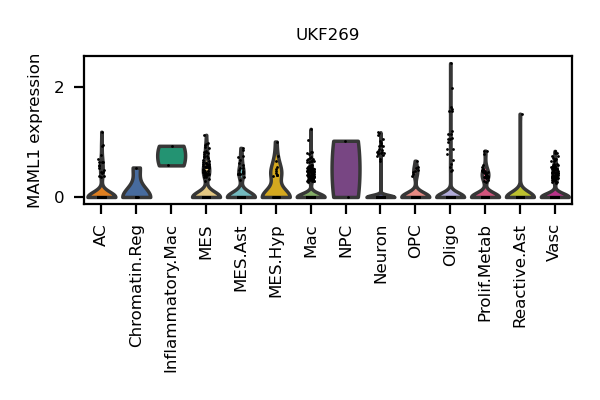 UKF269
MAML1 expression
2
0
AC
Chromatin.Reg
Inflammatory.Mac
MES
MES.Ast
MES.Hyp
Mac
NPC
Neuron
OPC
Oligo
Prolif.Metab
Reactive.Ast
Vasc